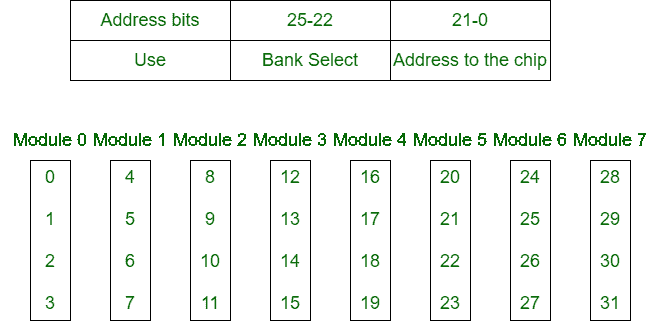 Address bits 25-22 21-0
Use Bank Select Address to the chip
Module 0 Module 1 Module 2 Module 3 Module 4 Module 5 Module 6 Module 7
0 4 8 12 16 20 24 28
1 5 9 13 17 21 25 29
2 6 10 14 18 22 26 30
3 7 11 15 19 23 27 31